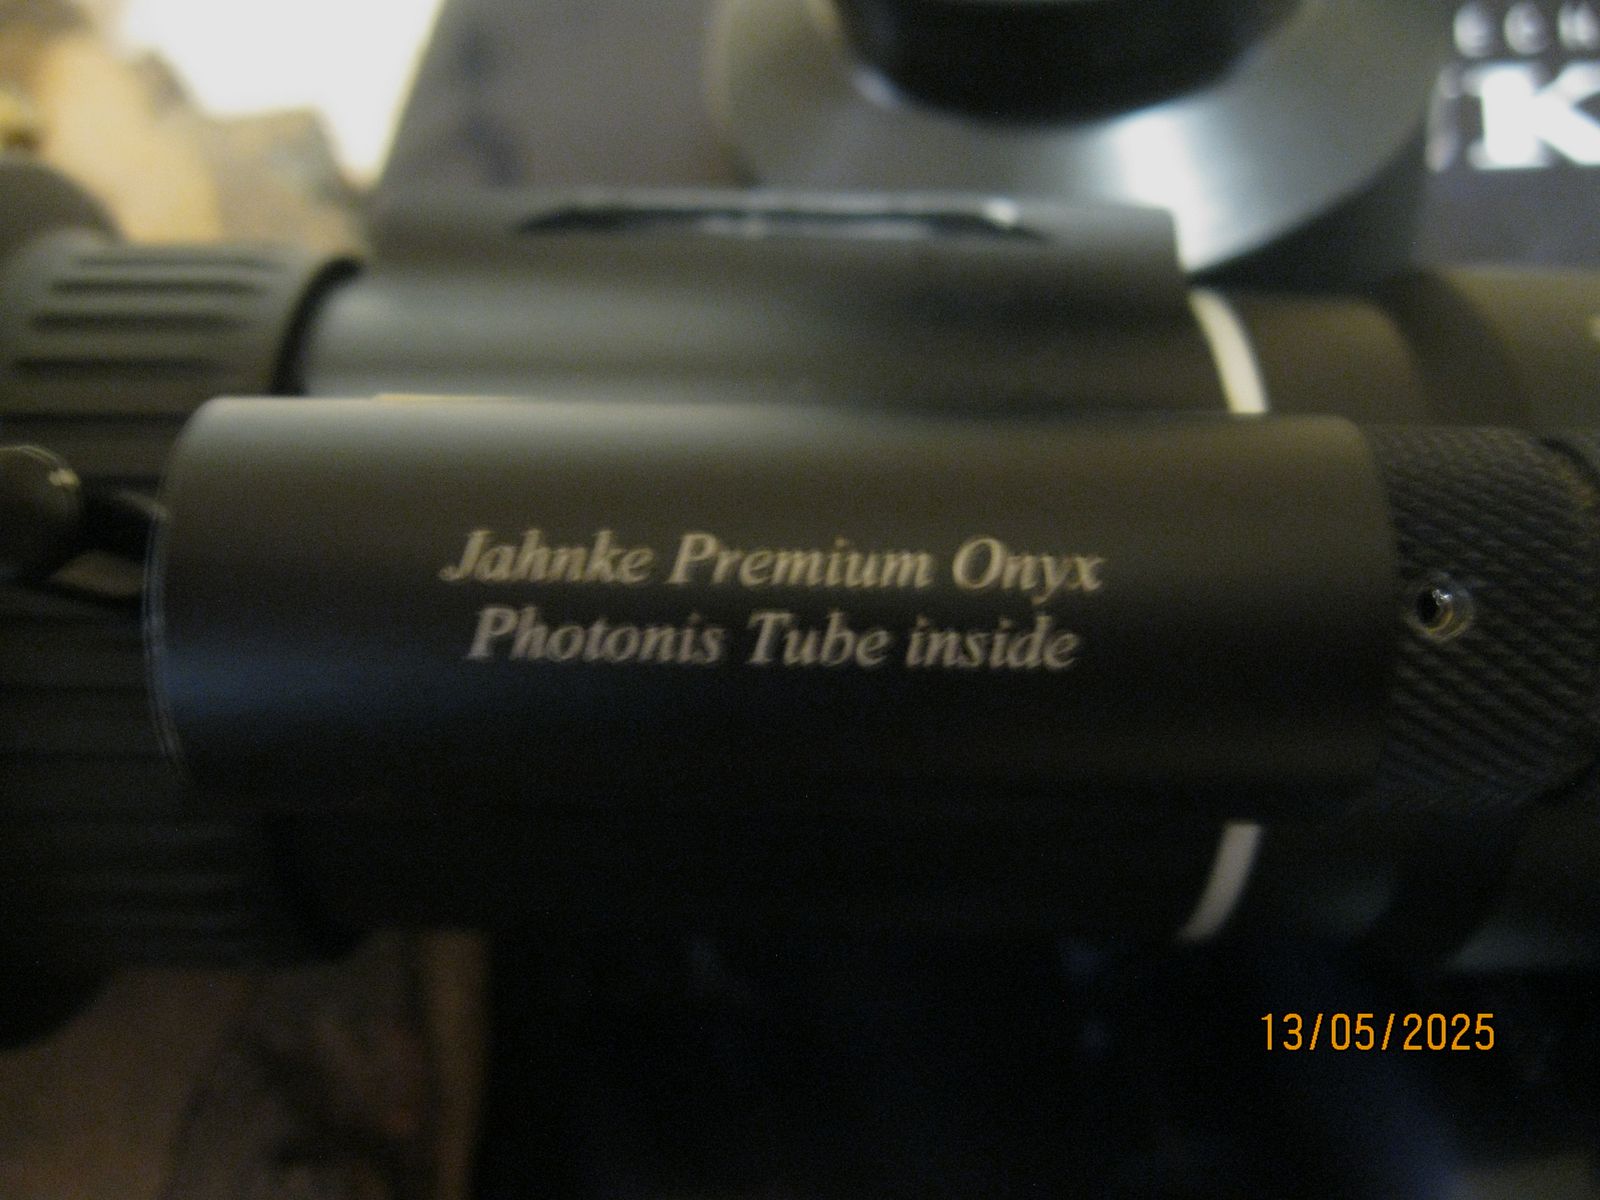 K
Jahnke Premium Onyx
Photonis Tube inside
13/05/2025